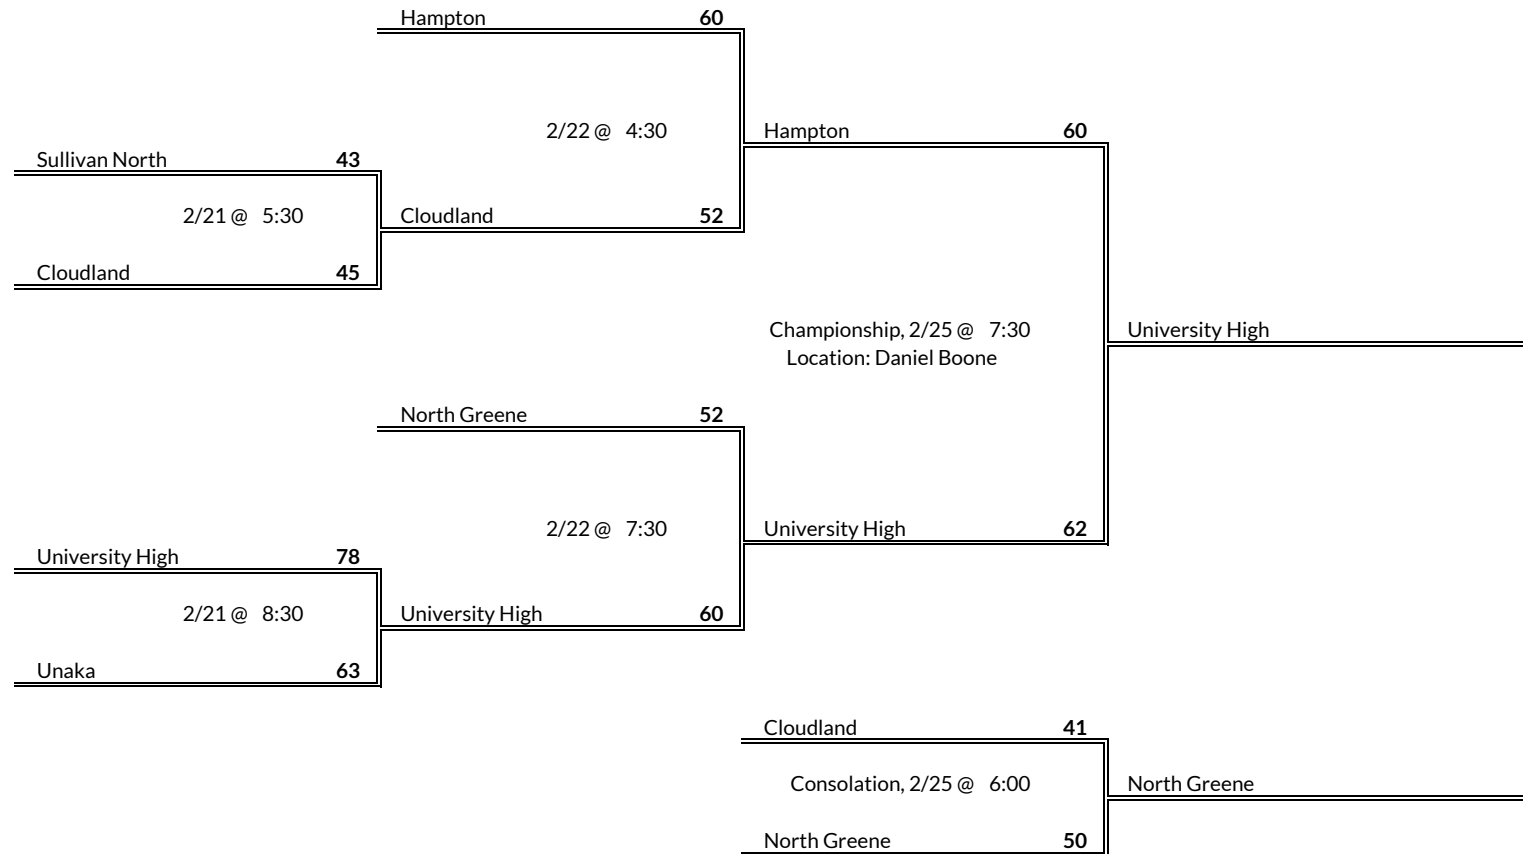 Hampton 60
2/22 @ 4:30
Hampton 60
Sullivan North 43
2/21 @ 5:30
Cloudland 52
Cloudland 45
Championship, 2/25 @ 7:30
University High
Location: Daniel Boone
North Greene 52
2/22 @ 7:30
University High 62
University High 78
2/21 @ 8:30
University High 60
Unaka 63
Cloudland 41
Consolation, 2/25 @ 6:00
North Greene
North Greene 50